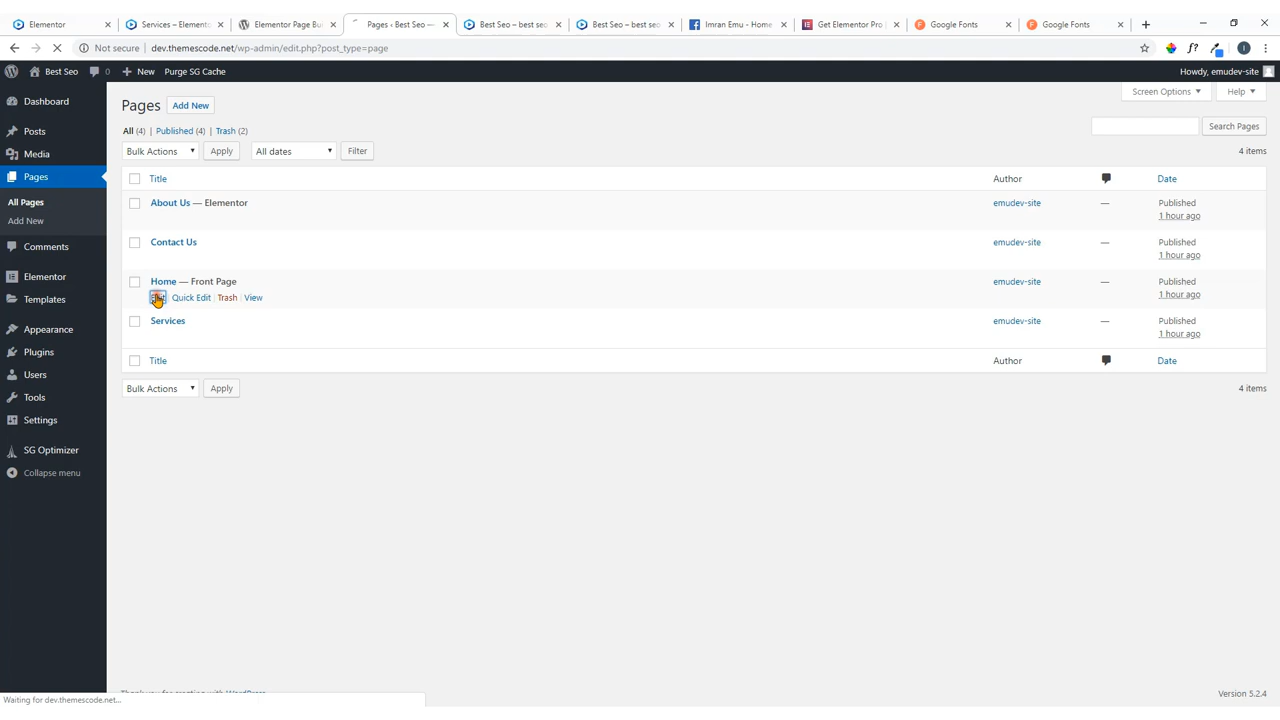 Elementor
Services – Elemento
Elementor Page Bu
Pages ‹ Best Seo —
Best Seo – best seo
Best Seo – best seo
Imran Emu - Home
Get Elementor Pro |
Google Fonts
Google Fonts
Not secure dev.themescode.net/wp-admin/edit.php?post_type=page
Best Seo 0 New Purge SG Cache Howdy, emudev-site
Dashboard
Posts
Media
Pages
All Pages
Add New
Comments
Elementor
Templates
Appearance
Plugins
Users
Tools
Settings
SG Optimizer
Collapse menu
Screen Options Help
Pages Add New
All (4) | Published (4) | Trash (2)
Search Pages
Bulk Actions Apply All dates Filter 4 items
Title Author Date
About Us — Elementor emudev-site — Published
1 hour ago
Contact Us emudev-site — Published
1 hour ago
Home — Front Page emudev-site — Published
Quick Edit | Trash | View 1 hour ago
Services emudev-site — Published
1 hour ago
Title Author Date
Bulk Actions Apply 4 items
Version 5.2.4
Waiting for dev.themescode.net...